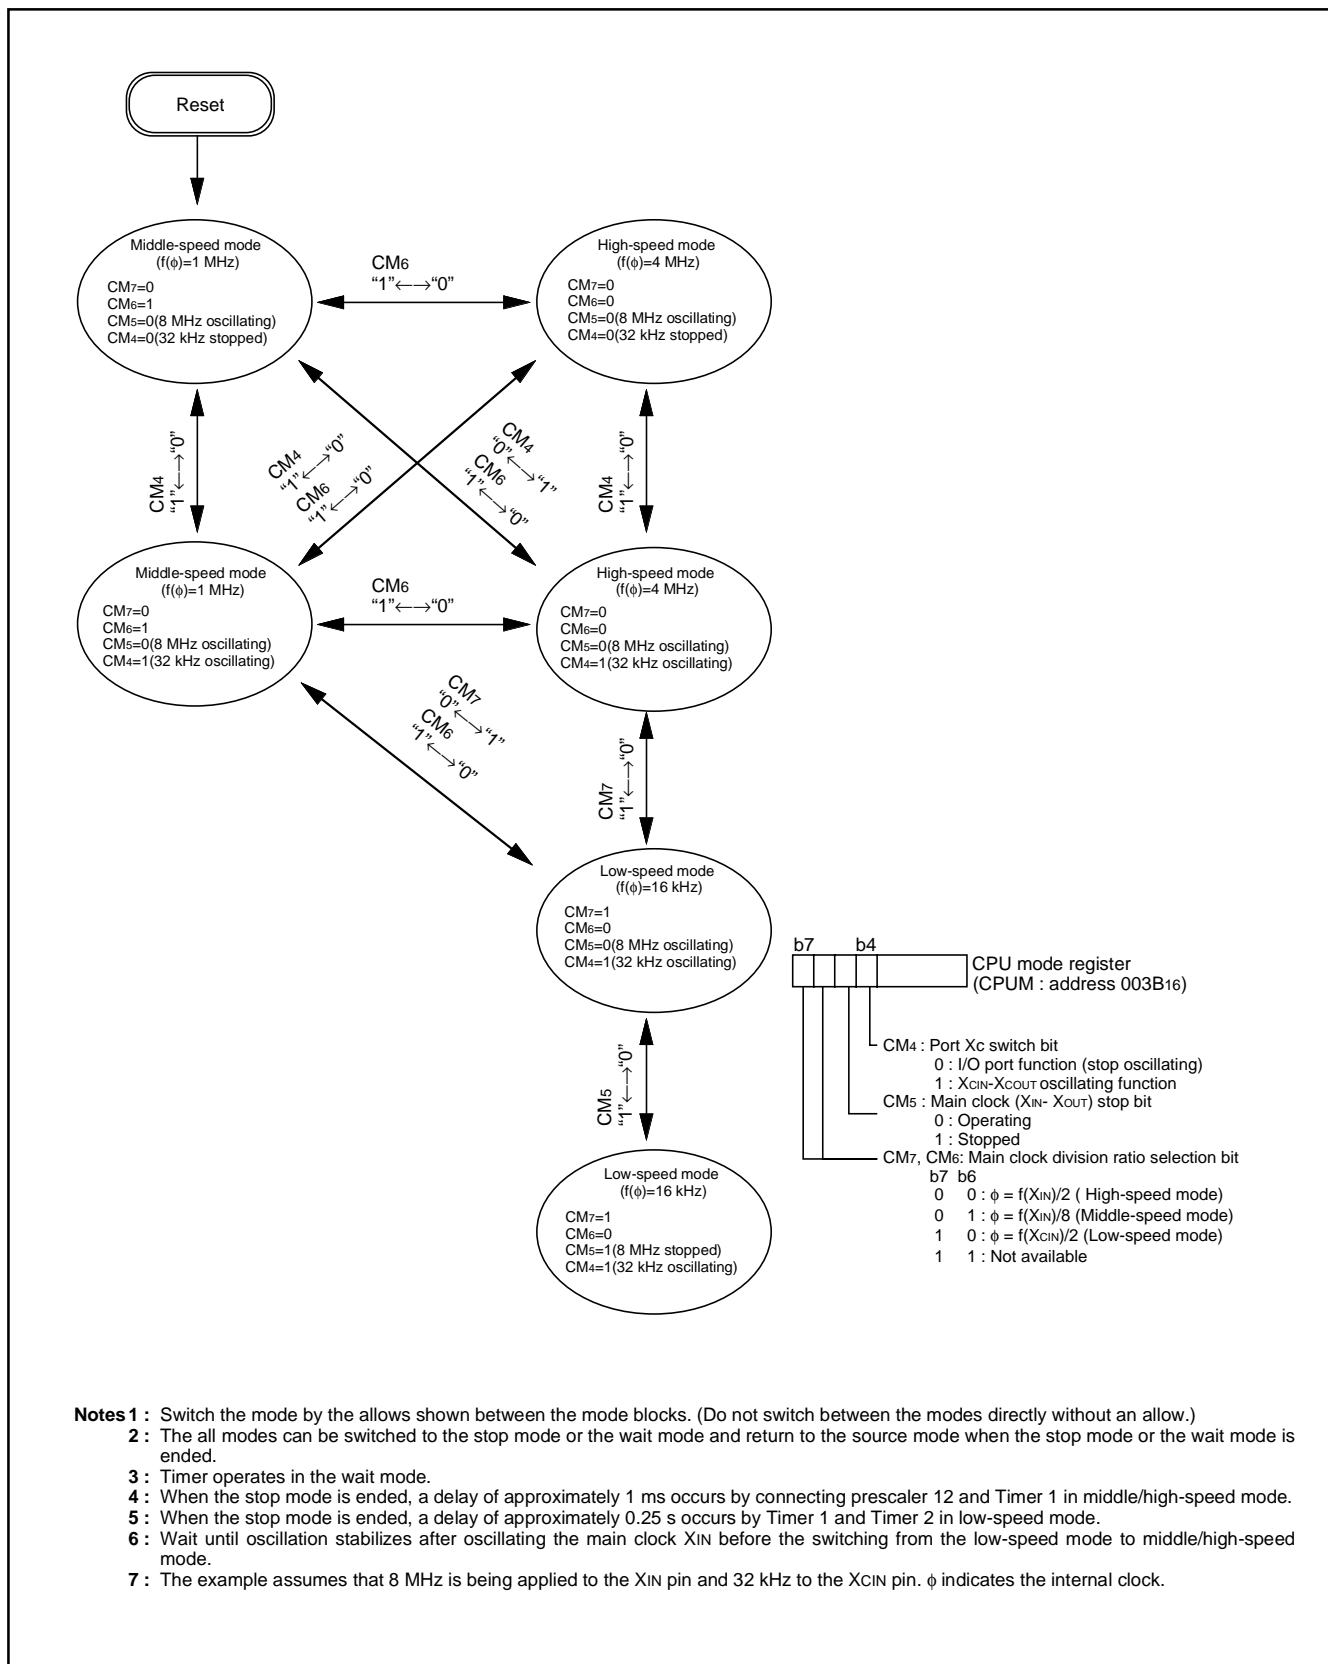 Reset
Middle-speed mode
(f(ϕ)=1 MHz)
CM7=0
CM6=1
CM5=0(8 MHz oscillating)
CM4=0(32 kHz stopped)
CM6
“1”←→“0”
High-speed mode
(f(ϕ)=4 MHz)
CM7=0
CM6=0
CM5=0(8 MHz oscillating)
CM4=0(32 kHz stopped)
CM4
“1”←→“0”
CM4
“1”←→“0”
CM6
“1”←→“0”
CM4
“0”←→“1”
CM6
“1”←→“0”
CM4
“1”←→“0”
Middle-speed mode
(f(ϕ)=1 MHz)
CM7=0
CM6=1
CM5=0(8 MHz oscillating)
CM4=1(32 kHz oscillating)
CM6
“1”←→“0”
High-speed mode
(f(ϕ)=4 MHz)
CM7=0
CM6=0
CM5=0(8 MHz oscillating)
CM4=1(32 kHz oscillating)
CM7
“0”←→“1”
CM6
“1”←→“0”
CM7
“1”←→“0”
Low-speed mode
(f(ϕ)=16 kHz)
CM7=1
CM6=0
CM5=0(8 MHz oscillating)
CM4=1(32 kHz oscillating)
CM5
“1”←→“0”
Low-speed mode
(f(ϕ)=16 kHz)
CM7=1
CM6=0
CM5=1(8 MHz stopped)
CM4=1(32 kHz oscillating)
b7 b4
CPU mode register
(CPUM : address 003B16)
CM4 : Port Xc switch bit
0 : I/O port function (stop oscillating)
1 : XCIN-XCOUT oscillating function
CM5 : Main clock (XIN- XOUT) stop bit
0 : Operating
1 : Stopped
CM7, CM6: Main clock division ratio selection bit
b7 b6
0 0 : ϕ = f(XIN)/2 ( High-speed mode)
0 1 : ϕ = f(XIN)/8 (Middle-speed mode)
1 0 : ϕ = f(XCIN)/2 (Low-speed mode)
1 1 : Not available
Notes 1 : Switch the mode by the allows shown between the mode blocks. (Do not switch between the modes directly without an allow.)
2 : The all modes can be switched to the stop mode or the wait mode and return to the source mode when the stop mode or the wait mode is
ended.
3 : Timer operates in the wait mode.
4 : When the stop mode is ended, a delay of approximately 1 ms occurs by connecting prescaler 12 and Timer 1 in middle/high-speed mode.
5 : When the stop mode is ended, a delay of approximately 0.25 s occurs by Timer 1 and Timer 2 in low-speed mode.
6 : Wait until oscillation stabilizes after oscillating the main clock XIN before the switching from the low-speed mode to middle/high-speed
mode.
7 : The example assumes that 8 MHz is being applied to the XIN pin and 32 kHz to the XCIN pin. ϕ indicates the internal clock.